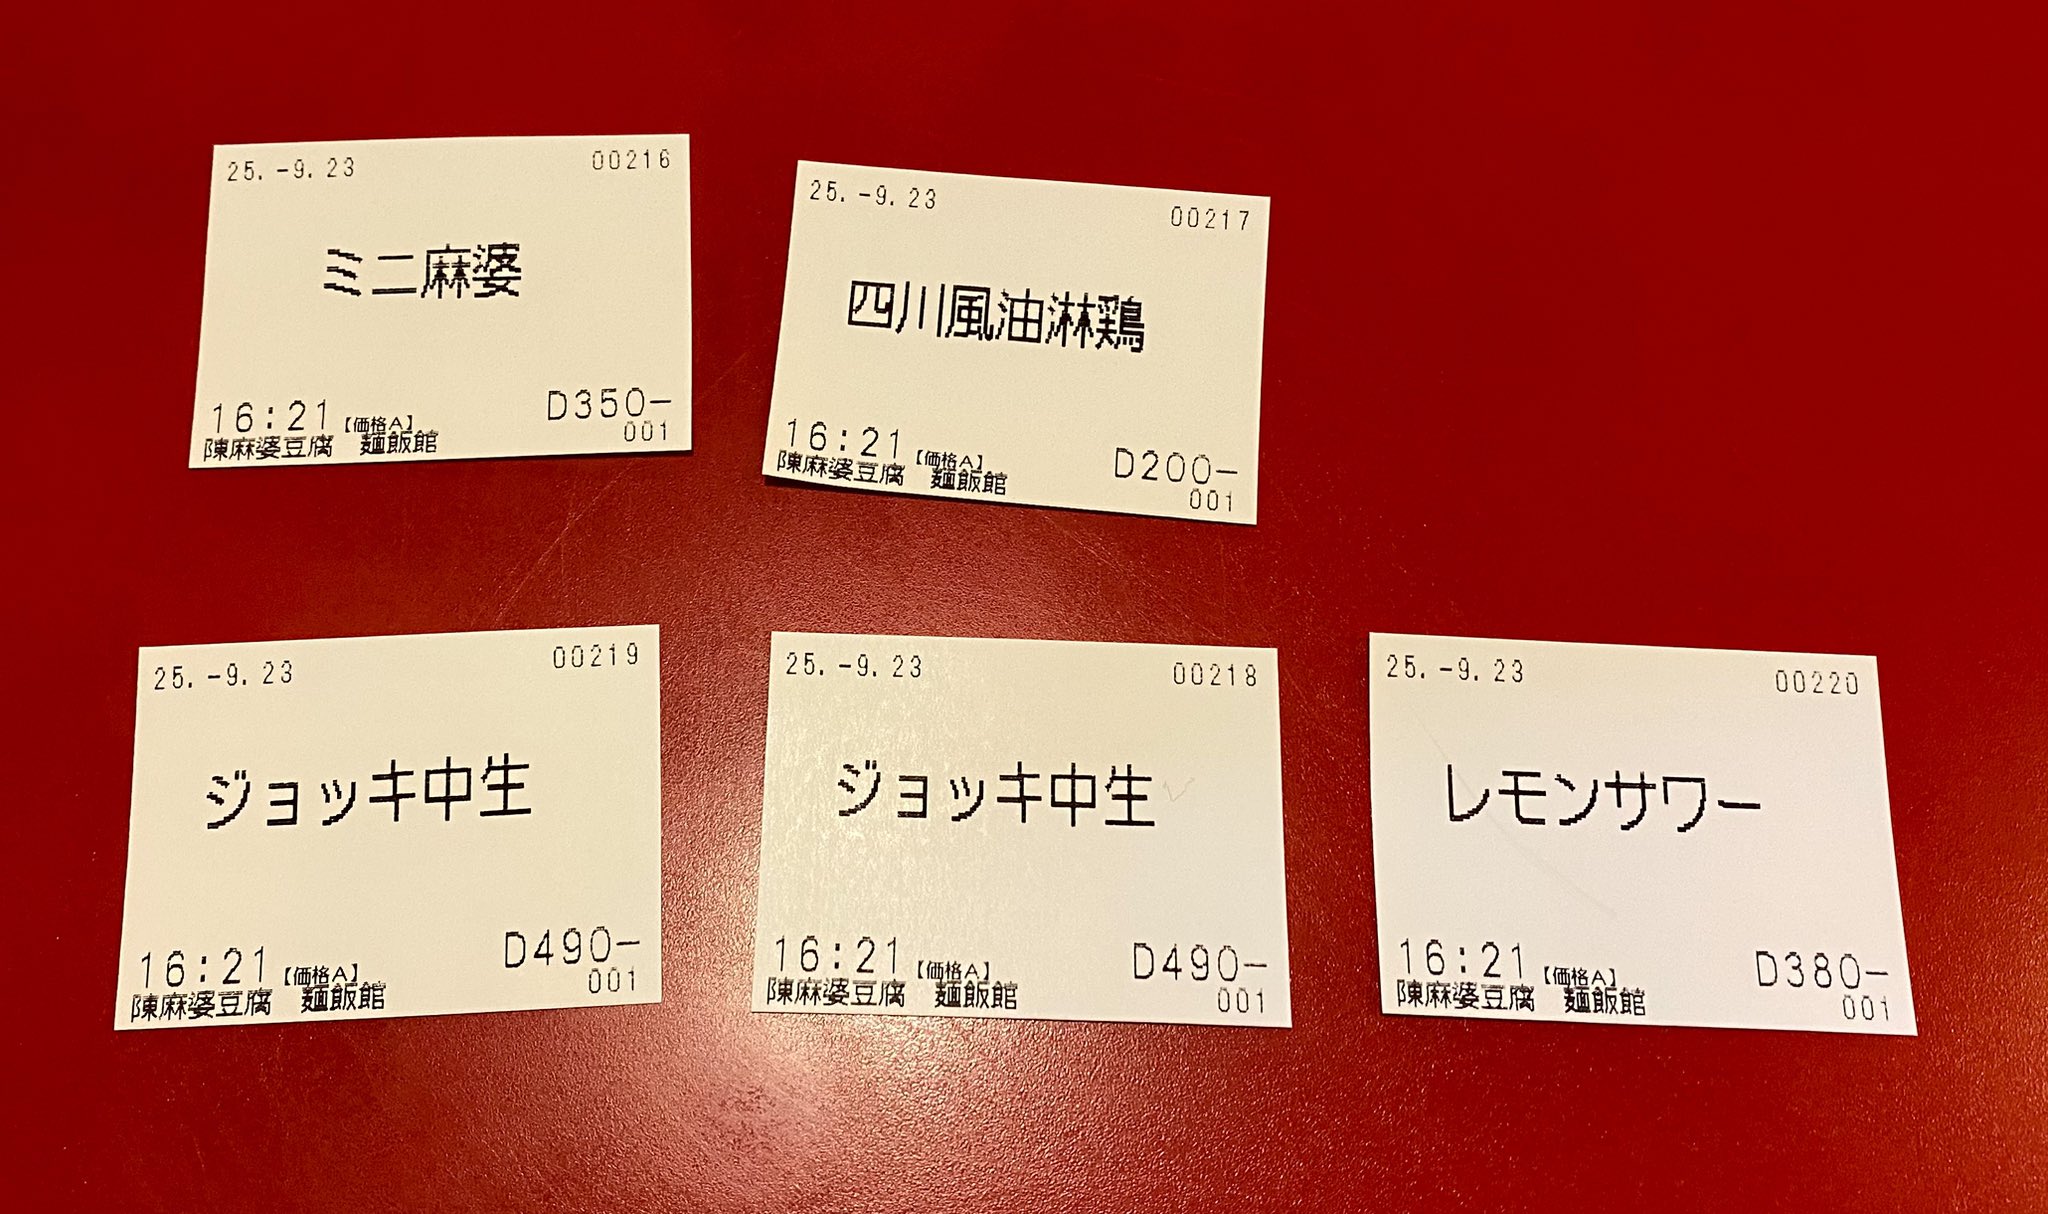 25.-9.23 00216
ミニ麻婆
16:21【価格A】 D350-
陳麻婆豆腐 麺飯館 001
25.-9.23 00217
四川風油淋鶏
16:21【価格A】 D200-
陳麻婆豆腐 麺飯館 001
25.-9.23 00219
ジョッキ中生
16:21【価格A】 D490-
陳麻婆豆腐 麺飯館 001
25.-9.23 00218
ジョッキ中生
16:21【価格A】 D490-
陳麻婆豆腐 麺飯館 001
25.-9.23 00220
レモンサワー
16:21【価格A】 D380-
陳麻婆豆腐 麺飯館 001